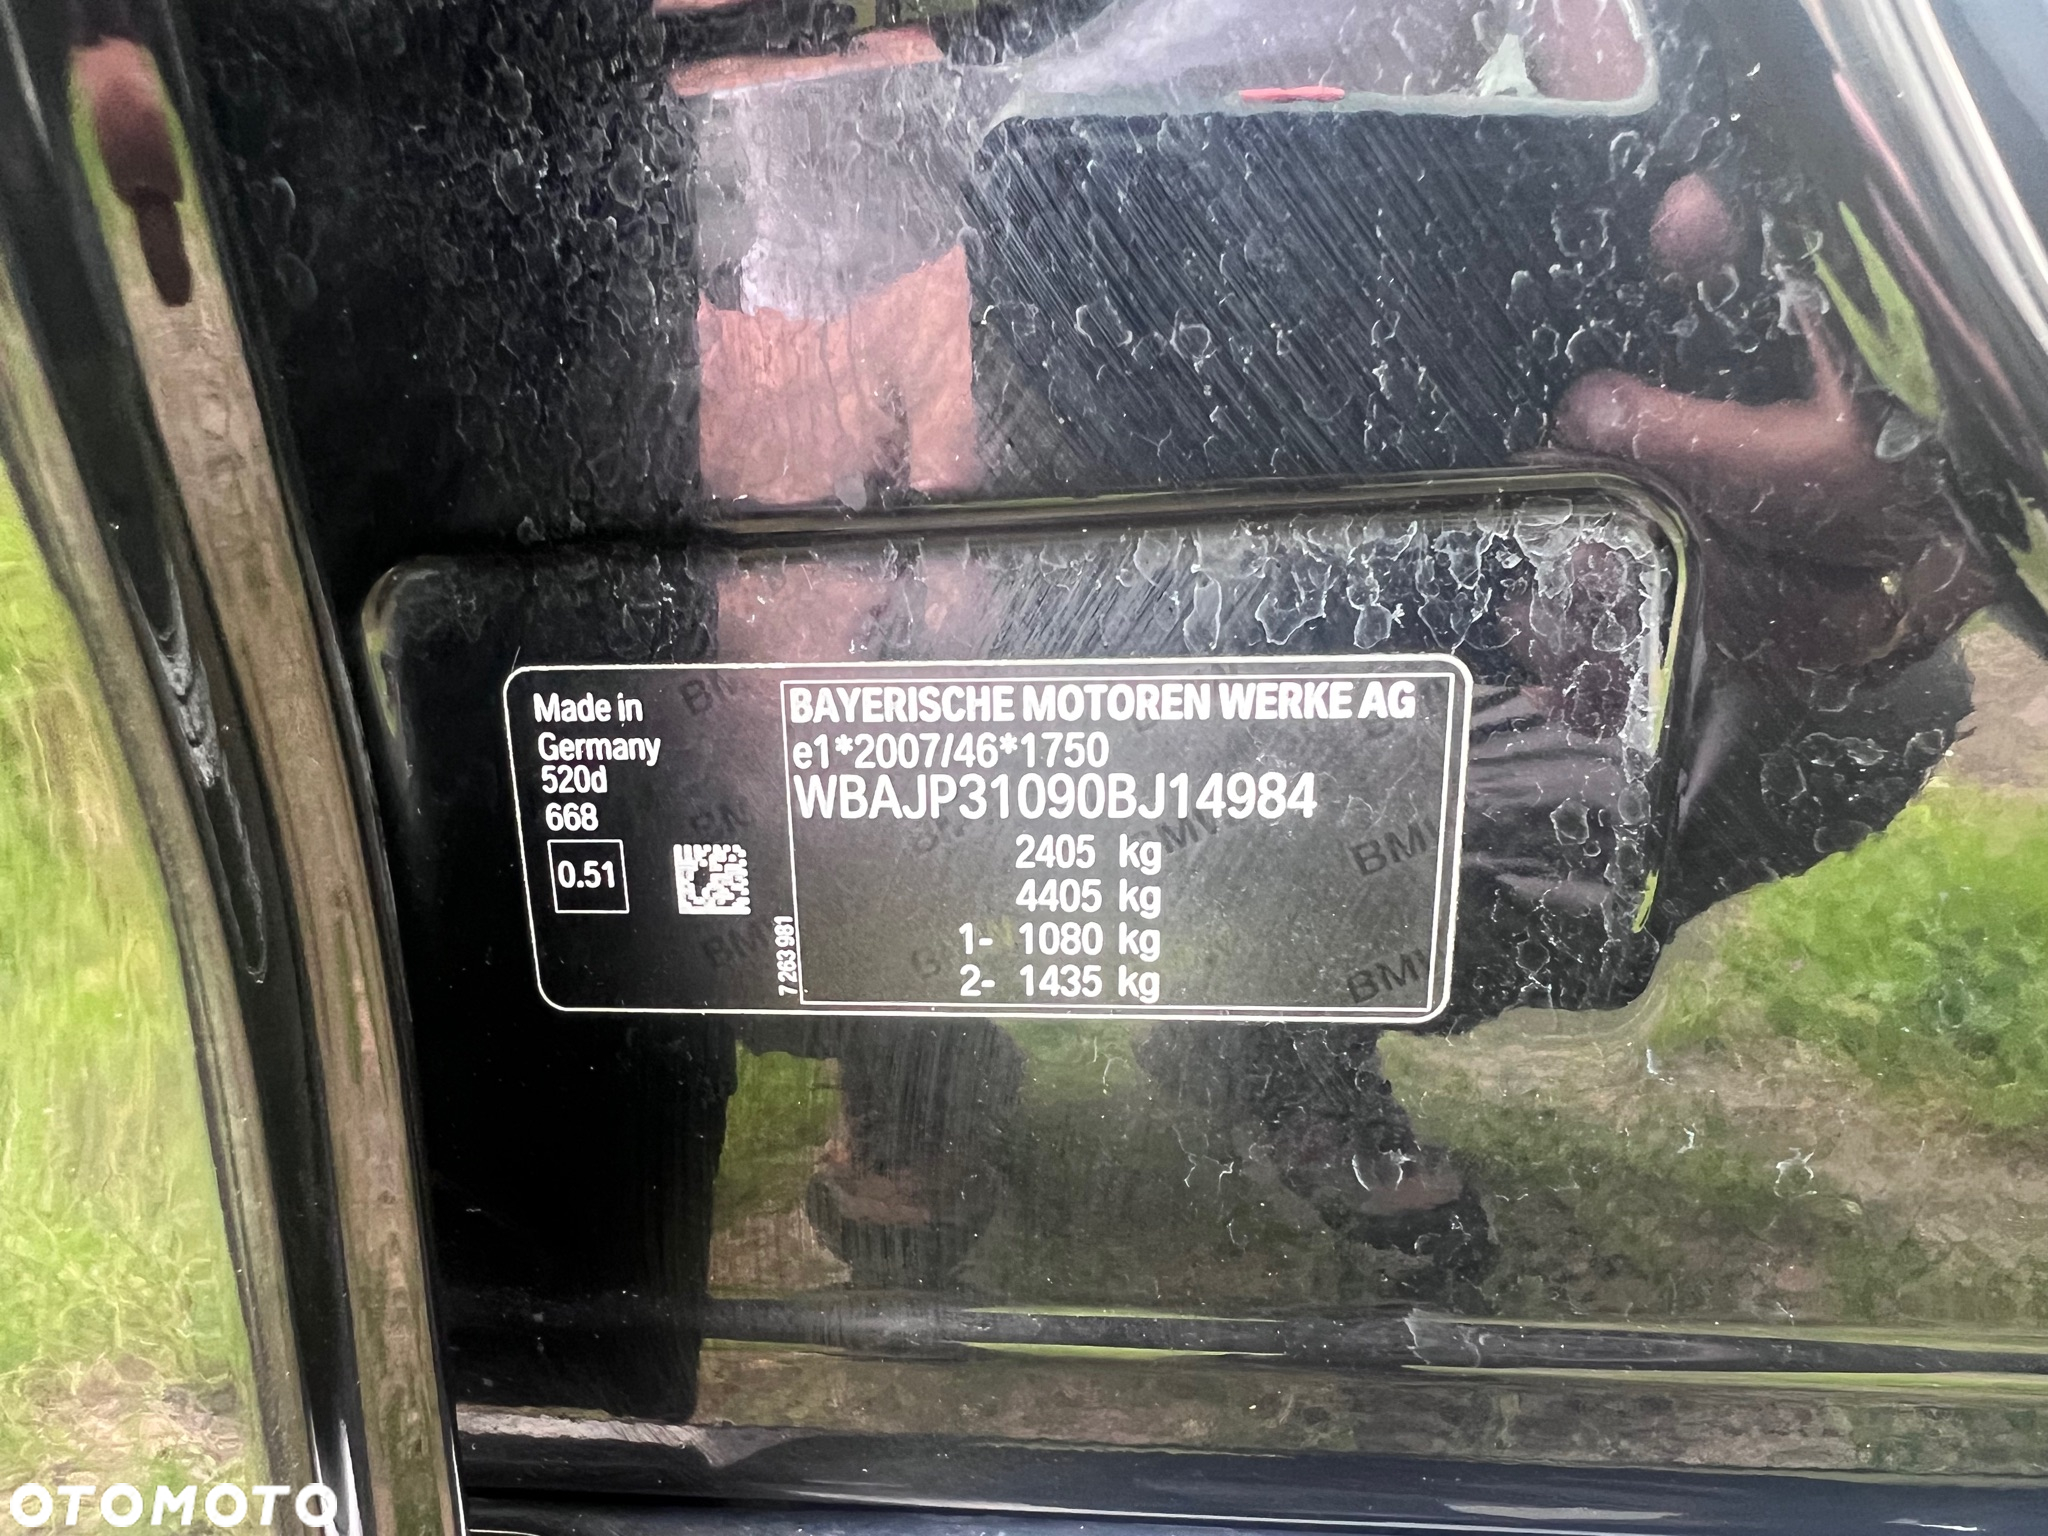 Made in
Germany
520d
668
0.51
7 263 981
BAYERISCHE MOTOREN WERKE AG
e1*2007/46*1750
WBAJP31090BJ14984
2405 kg
4405 kg
1- 1080 kg
2- 1435 kg
BMW
OTOMOTO